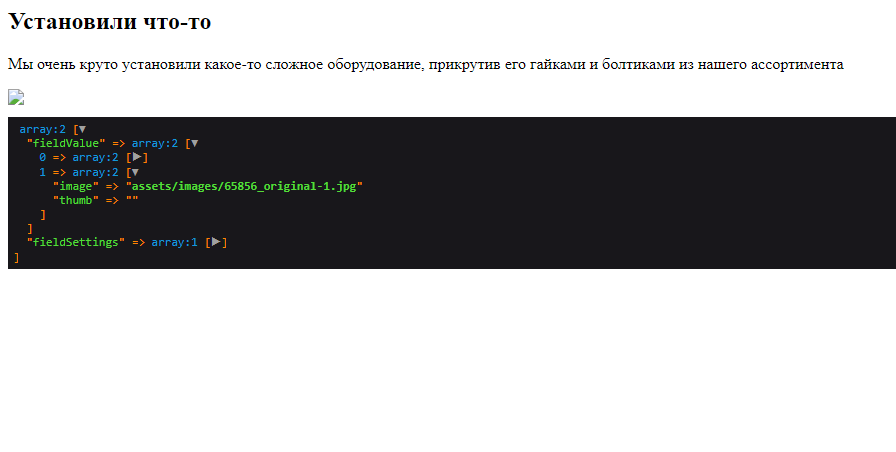 Установили что-то
Мы очень круто установили какое-то сложное оборудование, прикрутив его гайками и болтиками из нашего ассортимента
array:2 [▼
"fieldValue" => array:2 [▼
0 => array:2 [▶]
1 => array:2 [▼
"image" => "assets/images/65856_original-1.jpg"
"thumb" => ""
]
]
"fieldSettings" => array:1 [▶]
]